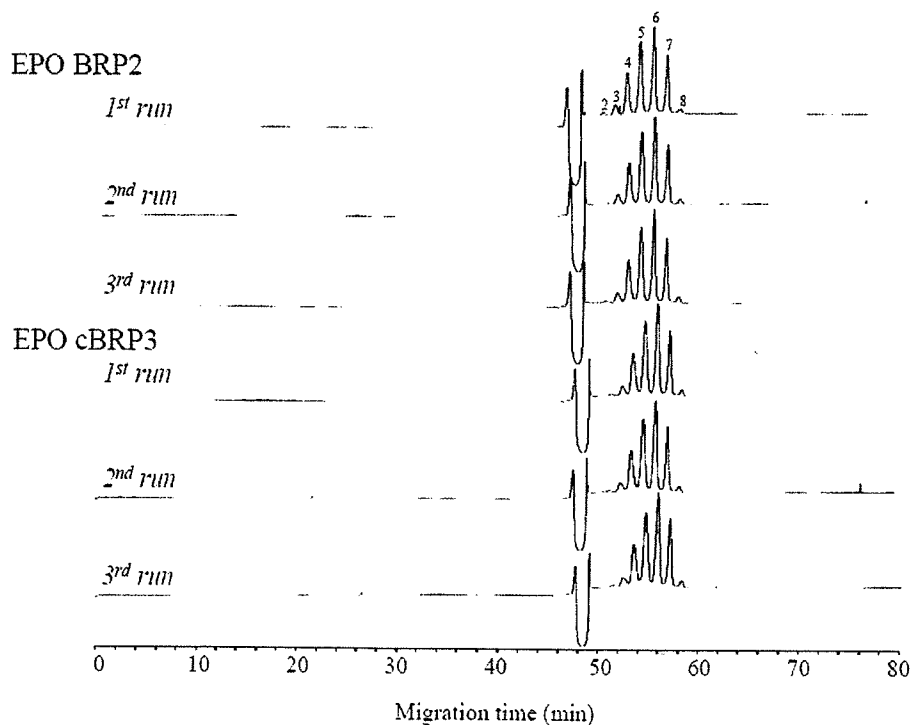 EPO BRP2
1st run
2 3 4 5 6 7 8
2nd run
3rd run
EPO cBRP3
1st run
2nd run
3rd run
0 10 20 30 40 50 60 70 80
Migration time (min)